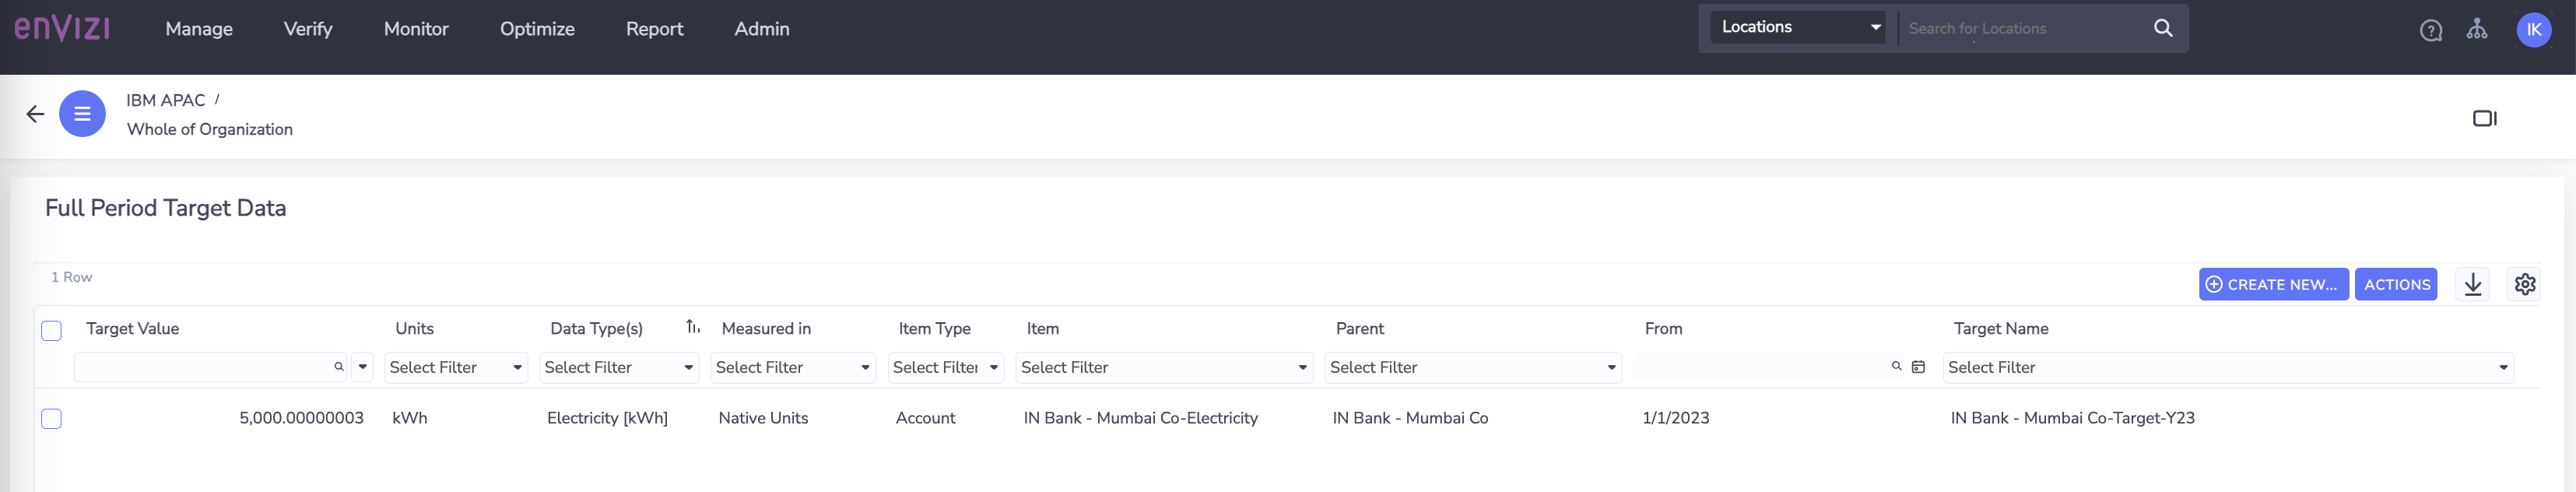 enVIZI Manage Verify Monitor Optimize Report Admin Locations Search for Locations IK
IBM APAC /
Whole of Organization
Full Period Target Data
1 Row
CREATE NEW... ACTIONS
Target Value Units Data Type(s) Measured in Item Type Item Parent From Target Name
Select Filter Select Filter Select Filter Select Filter Select Filter Select Filter Select Filter
5,000.00000003 kWh Electricity [kWh] Native Units Account IN Bank - Mumbai Co-Electricity IN Bank - Mumbai Co 1/1/2023 IN Bank - Mumbai Co-Target-Y23